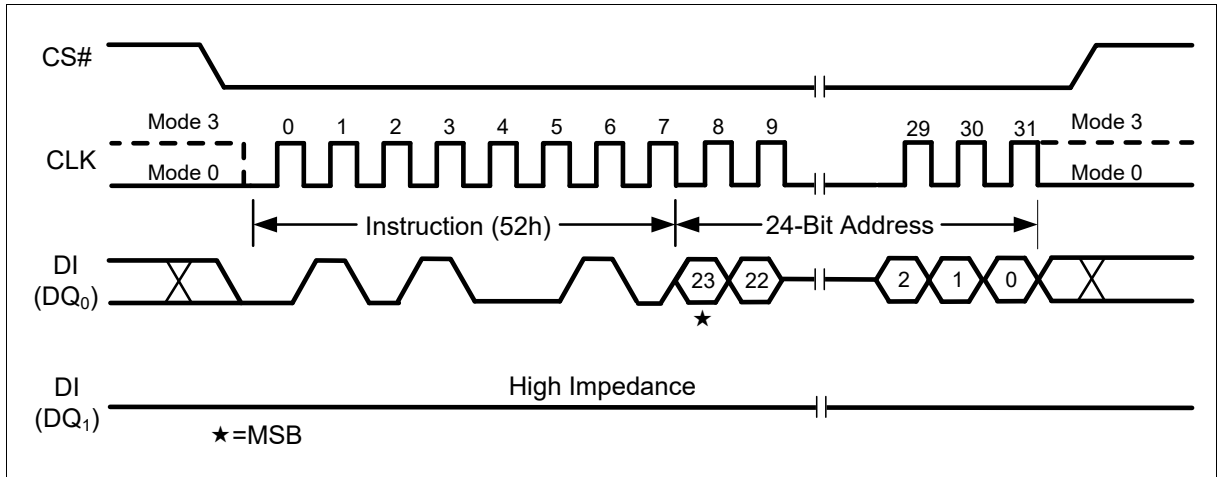 CS#
Mode 3 0 1 2 3 4 5 6 7 8 9 29 30 31 Mode 3
CLK
Mode 0 Mode 0
Instruction (52h) 24-Bit Address
DI
(DQ0) 23 22 2 1 0
★
DI
(DQ1)
High Impedance
★=MSB